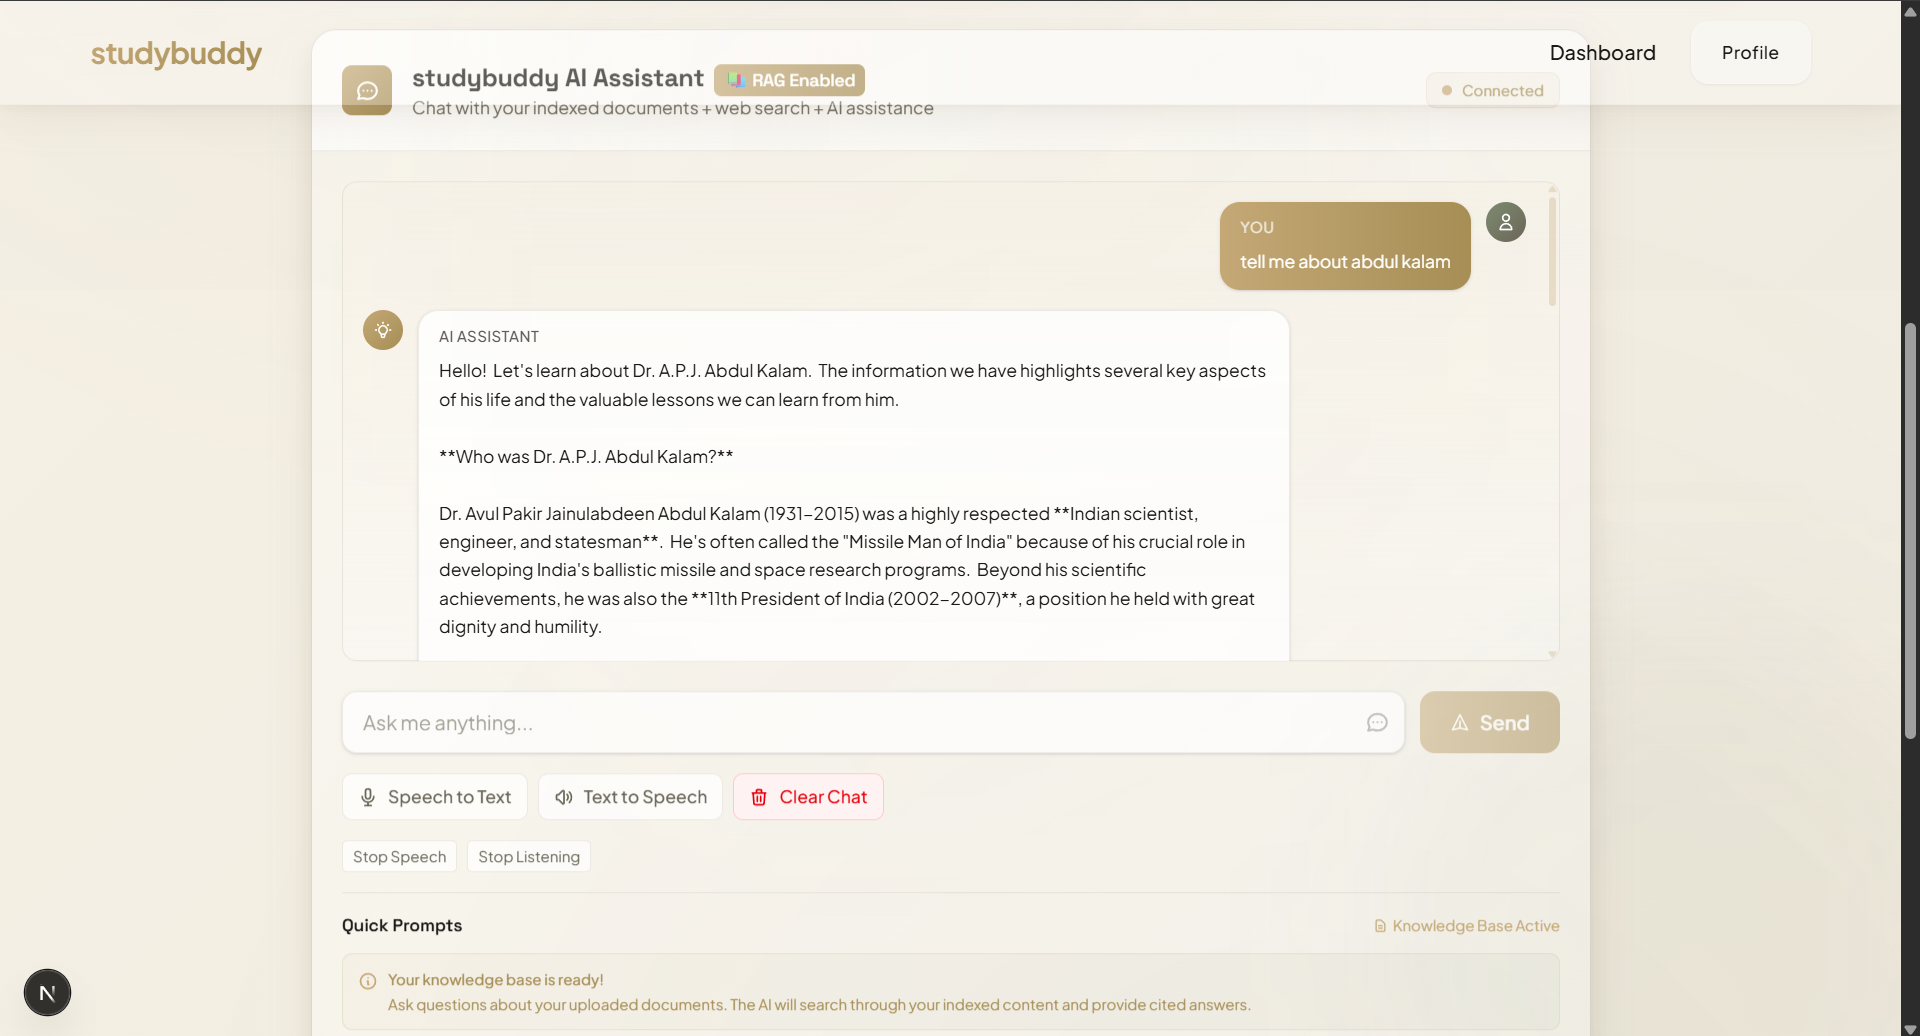 studybuddy
Dashboard
Profile
studybuddy AI Assistant
RAG Enabled
Chat with your indexed documents + web search + AI assistance
Connected
YOU
tell me about abdul kalam
AI ASSISTANT
Hello!  Let's learn about Dr. A.P.J. Abdul Kalam.  The information we have highlights several key aspects
of his life and the valuable lessons we can learn from him.
**Who was Dr. A.P.J. Abdul Kalam?**
Dr. Avul Pakir Jainulabdeen Abdul Kalam (1931–2015) was a highly respected **Indian scientist,
engineer, and statesman**.  He's often called the "Missile Man of India" because of his crucial role in
developing India's ballistic missile and space research programs.  Beyond his scientific
achievements, he was also the **11th President of India (2002–2007)**, a position he held with great
dignity and humility.
Ask me anything...
Send
Speech to Text
Text to Speech
Clear Chat
Stop Speech
Stop Listening
Quick Prompts
Knowledge Base Active
Your knowledge base is ready!
Ask questions about your uploaded documents. The AI will search through your indexed content and provide cited answers.
N